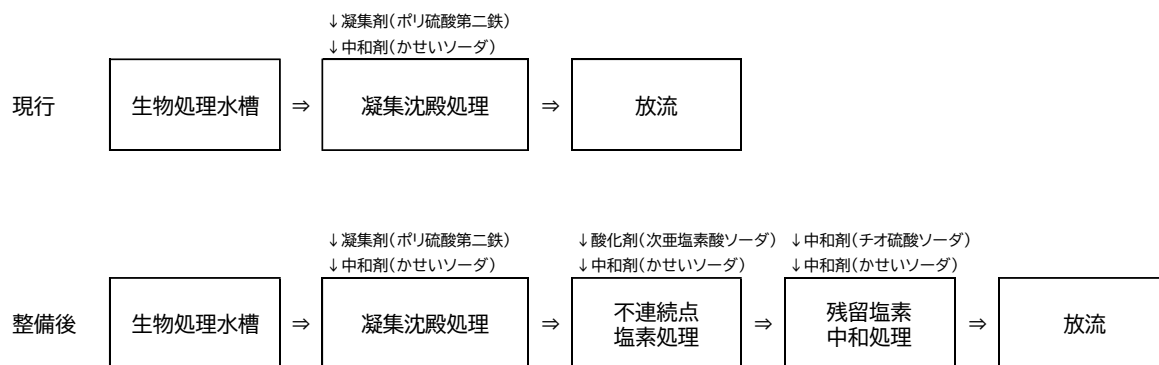 ↓凝集剤(ポリ硫酸第二鉄)
↓中和剤(かせいソーダ)
現行
生物処理水槽
⇒
凝集沈殿処理
⇒
放流
↓凝集剤(ポリ硫酸第二鉄)
↓中和剤(かせいソーダ)
↓酸化剤(次亜塩素酸ソーダ)
↓中和剤(かせいソーダ)
↓中和剤(チオ硫酸ソーダ)
↓中和剤(かせいソーダ)
整備後
生物処理水槽
⇒
凝集沈殿処理
⇒
不連続点
塩素処理
⇒
残留塩素
中和処理
⇒
放流